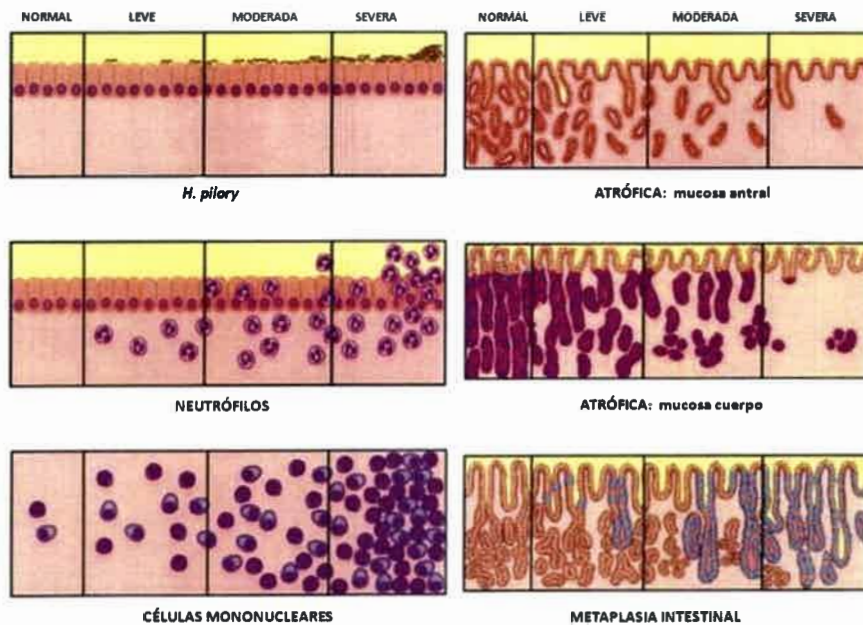 NORMAL LEVE MODERADA SEVERA
NORMAL LEVE MODERADA SEVERA
H. pilory
ATRÓFICA: mucosa antral
NEUTRÓFILOS
ATRÓFICA: mucosa cuerpo
CÉLULAS MONONUCLEARES
METAPLASIA INTESTINAL